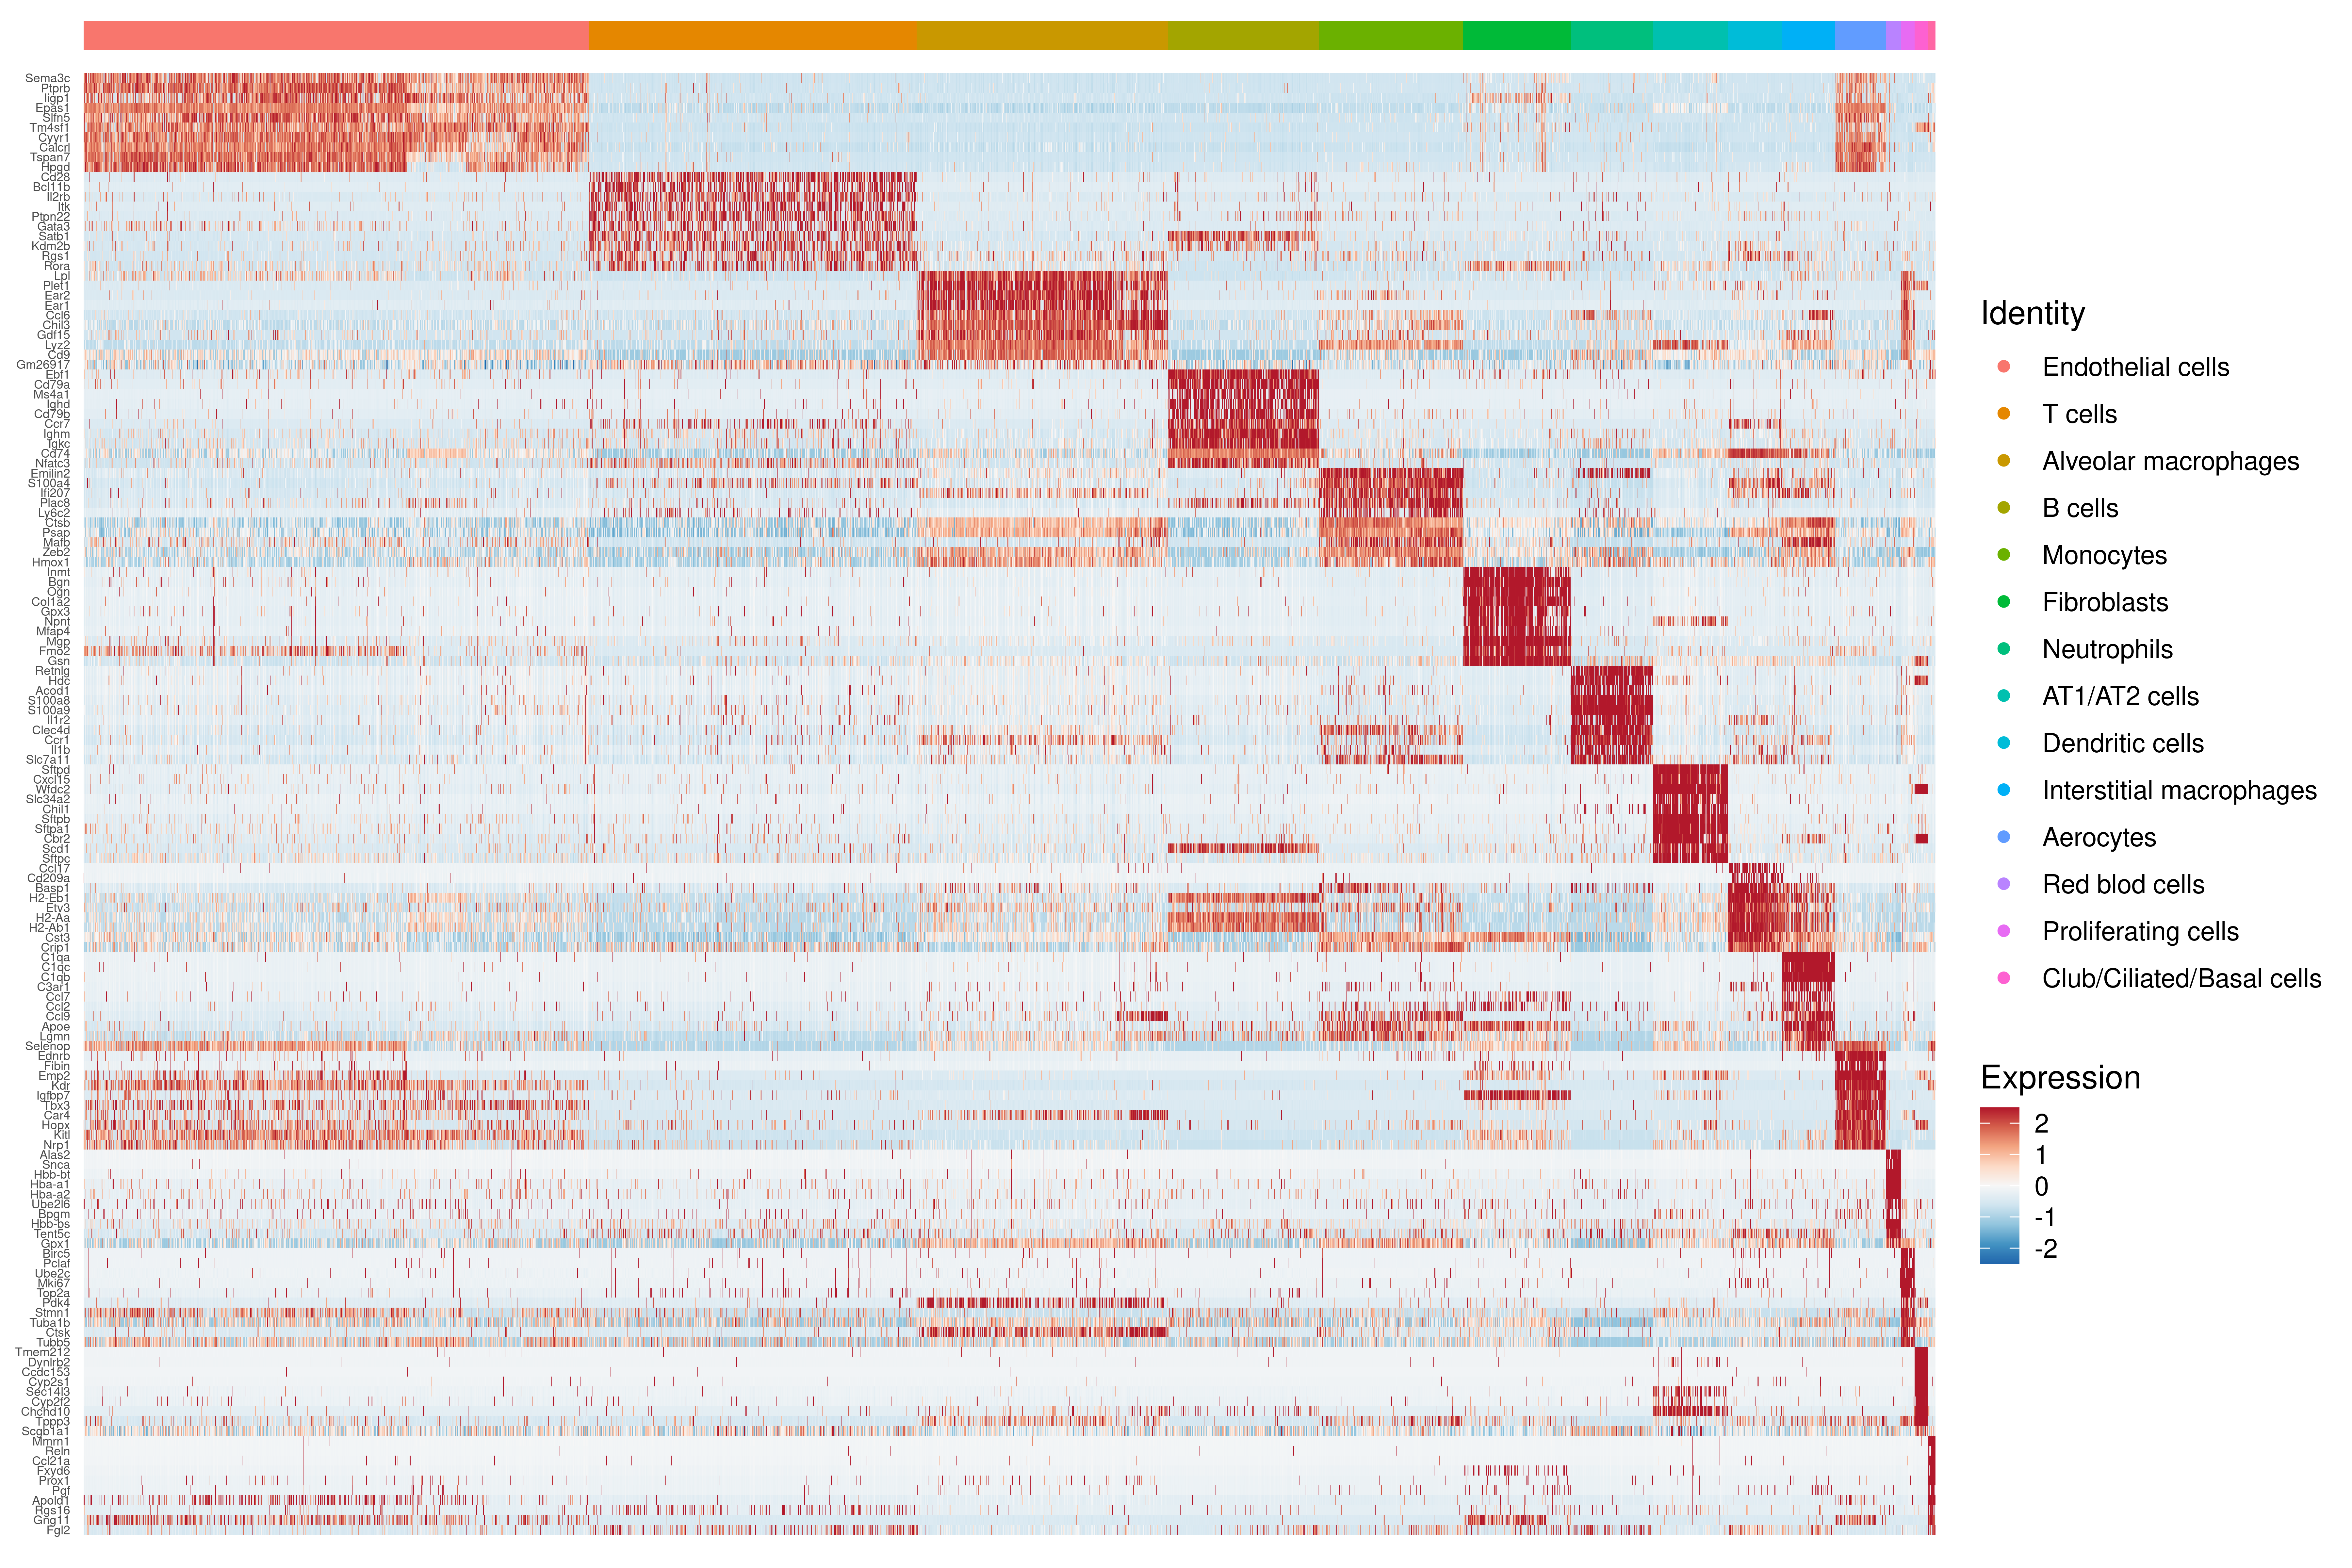 Sema3c
Ptprb
Iigp1
Epas1
Slfn5
Tm4sf1
Cyyr1
Calcrl
Tspan7
Hpgd
Cd28
Bcl11b
Il2rb
Itk
Ptpn22
Gata3
Satb1
Kdm2b
Rgs1
Rora
Lpl
Plet1
Ear2
Ear1
Ccl6
Chil3
Gdf15
Lyz2
Cd9
Gm26917
Ebf1
Cd79a
Ms4a1
Ighd
Cd79b
Ccr7
Ighm
Igkc
Cd74
Nfatc3
Emilin2
S100a4
Ifi207
Plac8
Ly6c2
Ctsb
Psap
Mafb
Zeb2
Hmox1
Inmt
Bgn
Ogn
Col1a2
Gpx3
Npnt
Mfap4
Mgp
Fmo2
Gsn
Retnlg
Hdc
Acod1
S100a8
S100a9
Il1r2
Clec4d
Ccr1
Il1b
Slc7a11
Sftpd
Cxcl15
Wfdc2
Slc34a2
Chil1
Sftpb
Sftpa1
Cbr2
Scd1
Sftpc
Ccl17
Cd209a
Basp1
H2-Eb1
Etv3
H2-Aa
H2-Ab1
Cst3
Crip1
C1qa
C1qc
C1qb
C3ar1
Ccl7
Ccl2
Ccl9
Apoe
Lgmn
Selenop
Ednrb
Fibin
Emp2
Kdr
Igfbp7
Tbx3
Car4
Hopx
Kitl
Nrp1
Alas2
Snca
Hbb-bt
Hba-a1
Hba-a2
Ube2l6
Bpgm
Hbb-bs
Tent5c
Gpx1
Birc5
Pclaf
Ube2c
Mki67
Top2a
Pdk4
Stmn1
Tuba1b
Ctsk
Tubb5
Tmem212
Dynlrb2
Ccdc153
Cyp2s1
Sec14l3
Cyp2f2
Chchd10
Tppp3
Scgb1a1
Mmrn1
Reln
Ccl21a
Fxyd6
Prox1
Pgf
Apold1
Rgs16
Gng11
Fgl2
Identity
Endothelial cells
T cells
Alveolar macrophages
B cells
Monocytes
Fibroblasts
Neutrophils
AT1/AT2 cells
Dendritic cells
Interstitial macrophages
Aerocytes
Red blod cells
Proliferating cells
Club/Ciliated/Basal cells
Expression
2
1
0
-1
-2